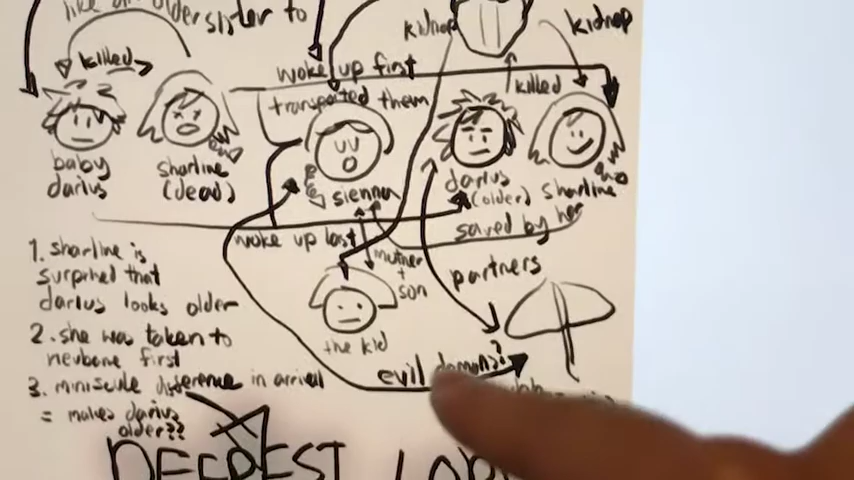 like an older sister to
kidnap
kidnap
killed
woke up first
killed
transported them
baby
darius
sharline
(dead)
sienna
darius
(older)
sharline
saved by her
woke up last
mother
+
son
partners
the kid
1. sharline is
surprised that
darius looks older
2. she was taken to
neubane first
3. miniscule difference in arrival
= makes darius
older??
evil
DEEPEST LORE